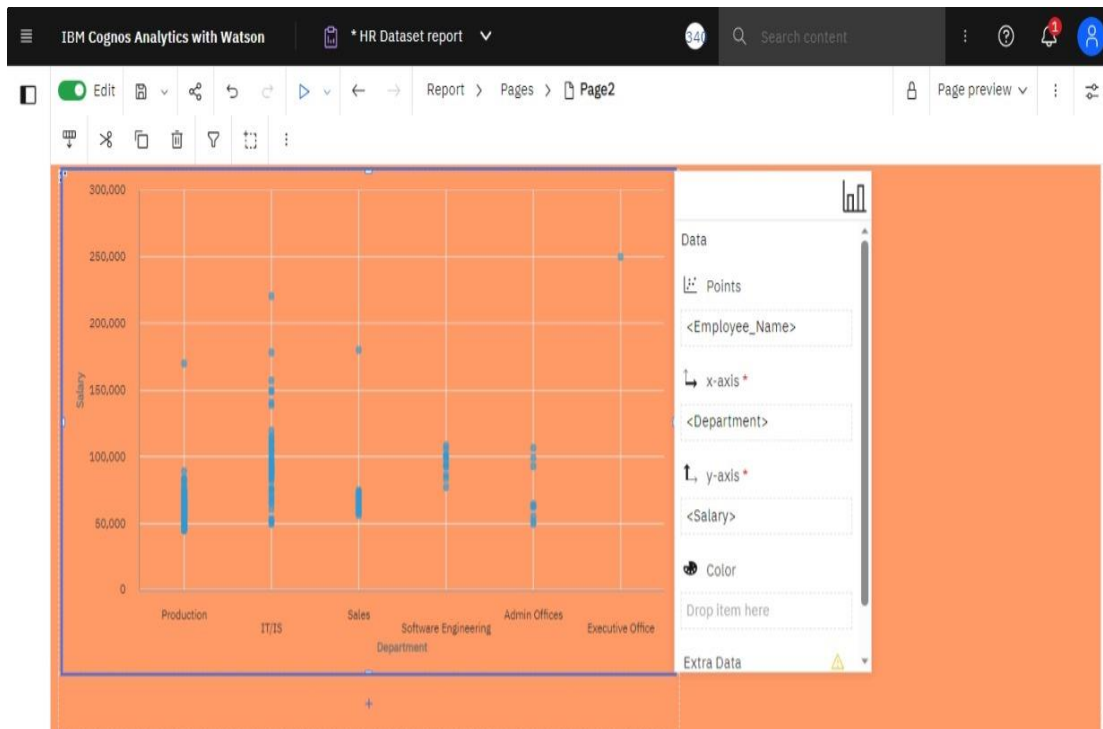 IBM Cognos Analytics with Watson
* HR Dataset report
340
Search content
1
Edit
Report > Pages > Page2
Page preview
300,000
250,000
200,000
150,000
100,000
50,000
0
Salary
Production
IT/IS
Sales
Software Engineering
Admin Offices
Executive Office
Department
Data
Points
<Employee_Name>
x-axis *
<Department>
y-axis *
<Salary>
Color
Drop item here
Extra Data